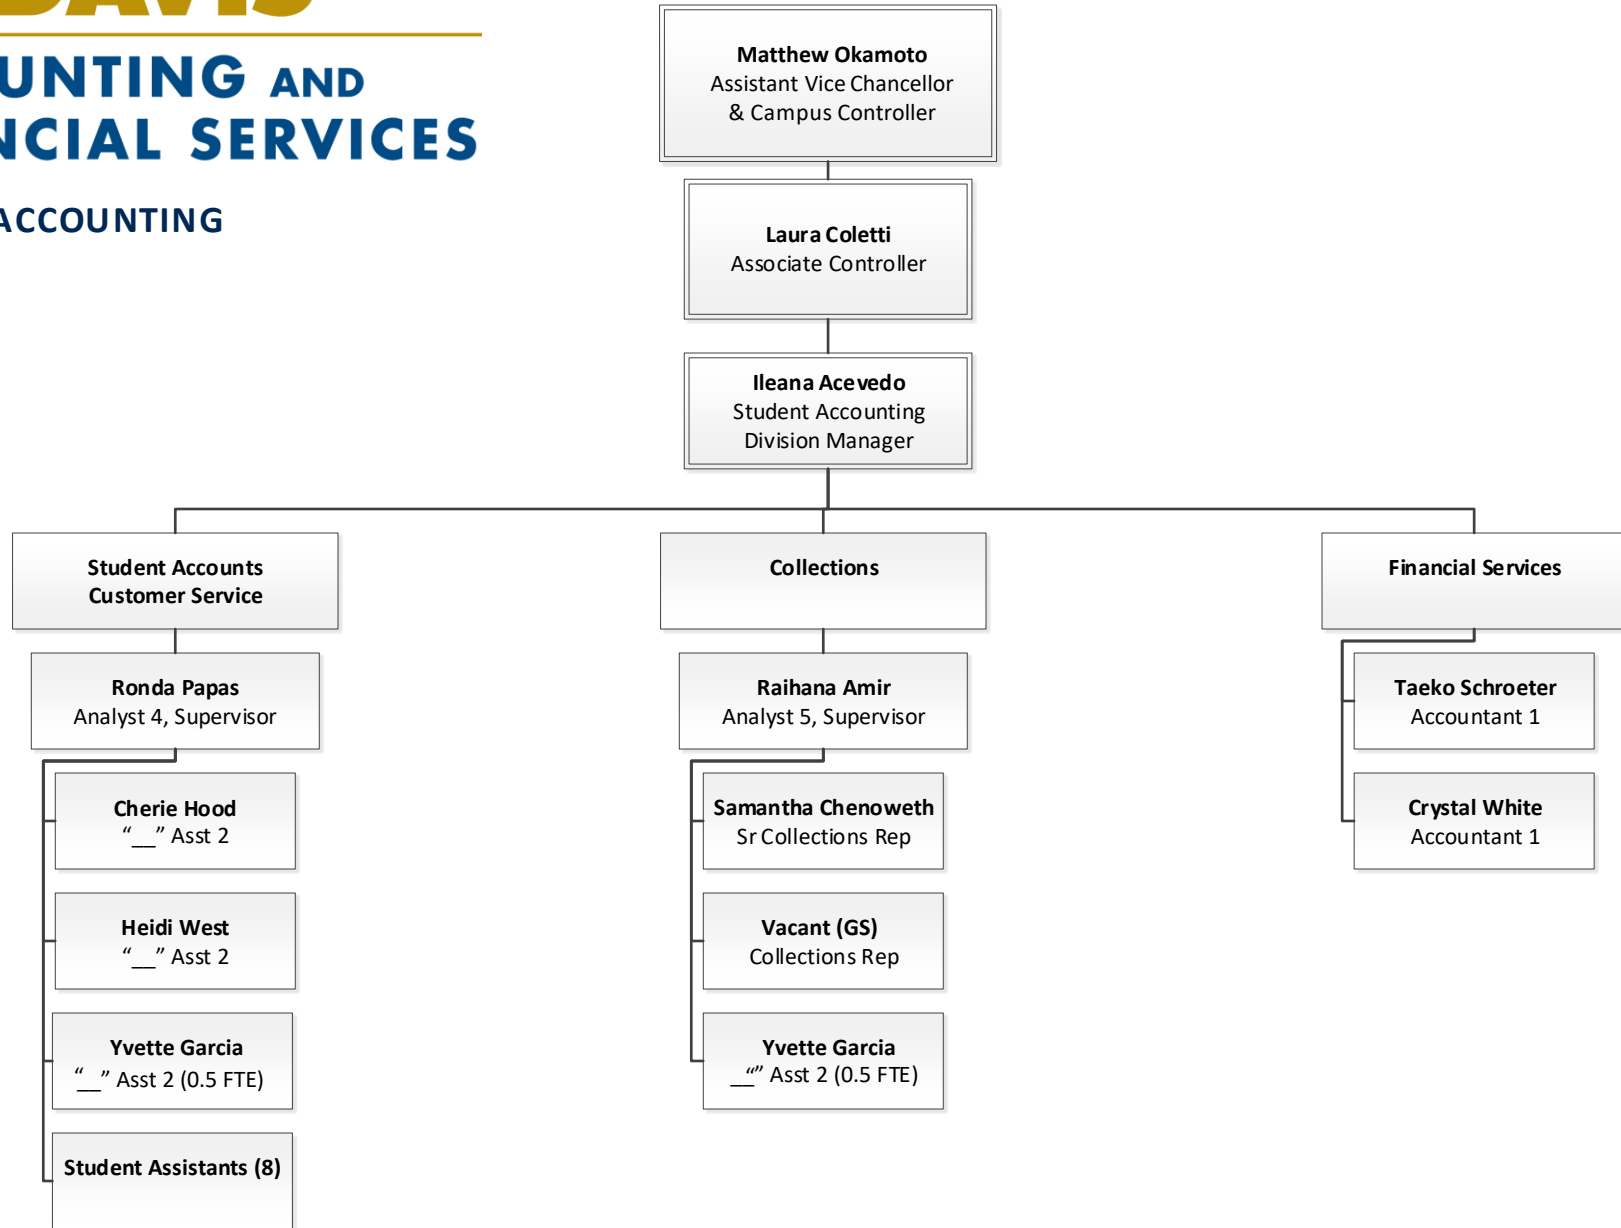 DAVIS
UNTING AND
NCIAL SERVICES
ACCOUNTING
Matthew Okamoto
Assistant Vice Chancellor
& Campus Controller
Laura Coletti
Associate Controller
Ileana Acevedo
Student Accounting
Division Manager
Student Accounts
Customer Service
Ronda Papas
Analyst 4, Supervisor
Cherie Hood
“__” Asst 2
Heidi West
“__” Asst 2
Yvette Garcia
“__” Asst 2 (0.5 FTE)
Student Assistants (8)
Collections
Raihana Amir
Analyst 5, Supervisor
Samantha Chenoweth
Sr Collections Rep
Vacant (GS)
Collections Rep
Yvette Garcia
__“” Asst 2 (0.5 FTE)
Financial Services
Taeko Schroeter
Accountant 1
Crystal White
Accountant 1